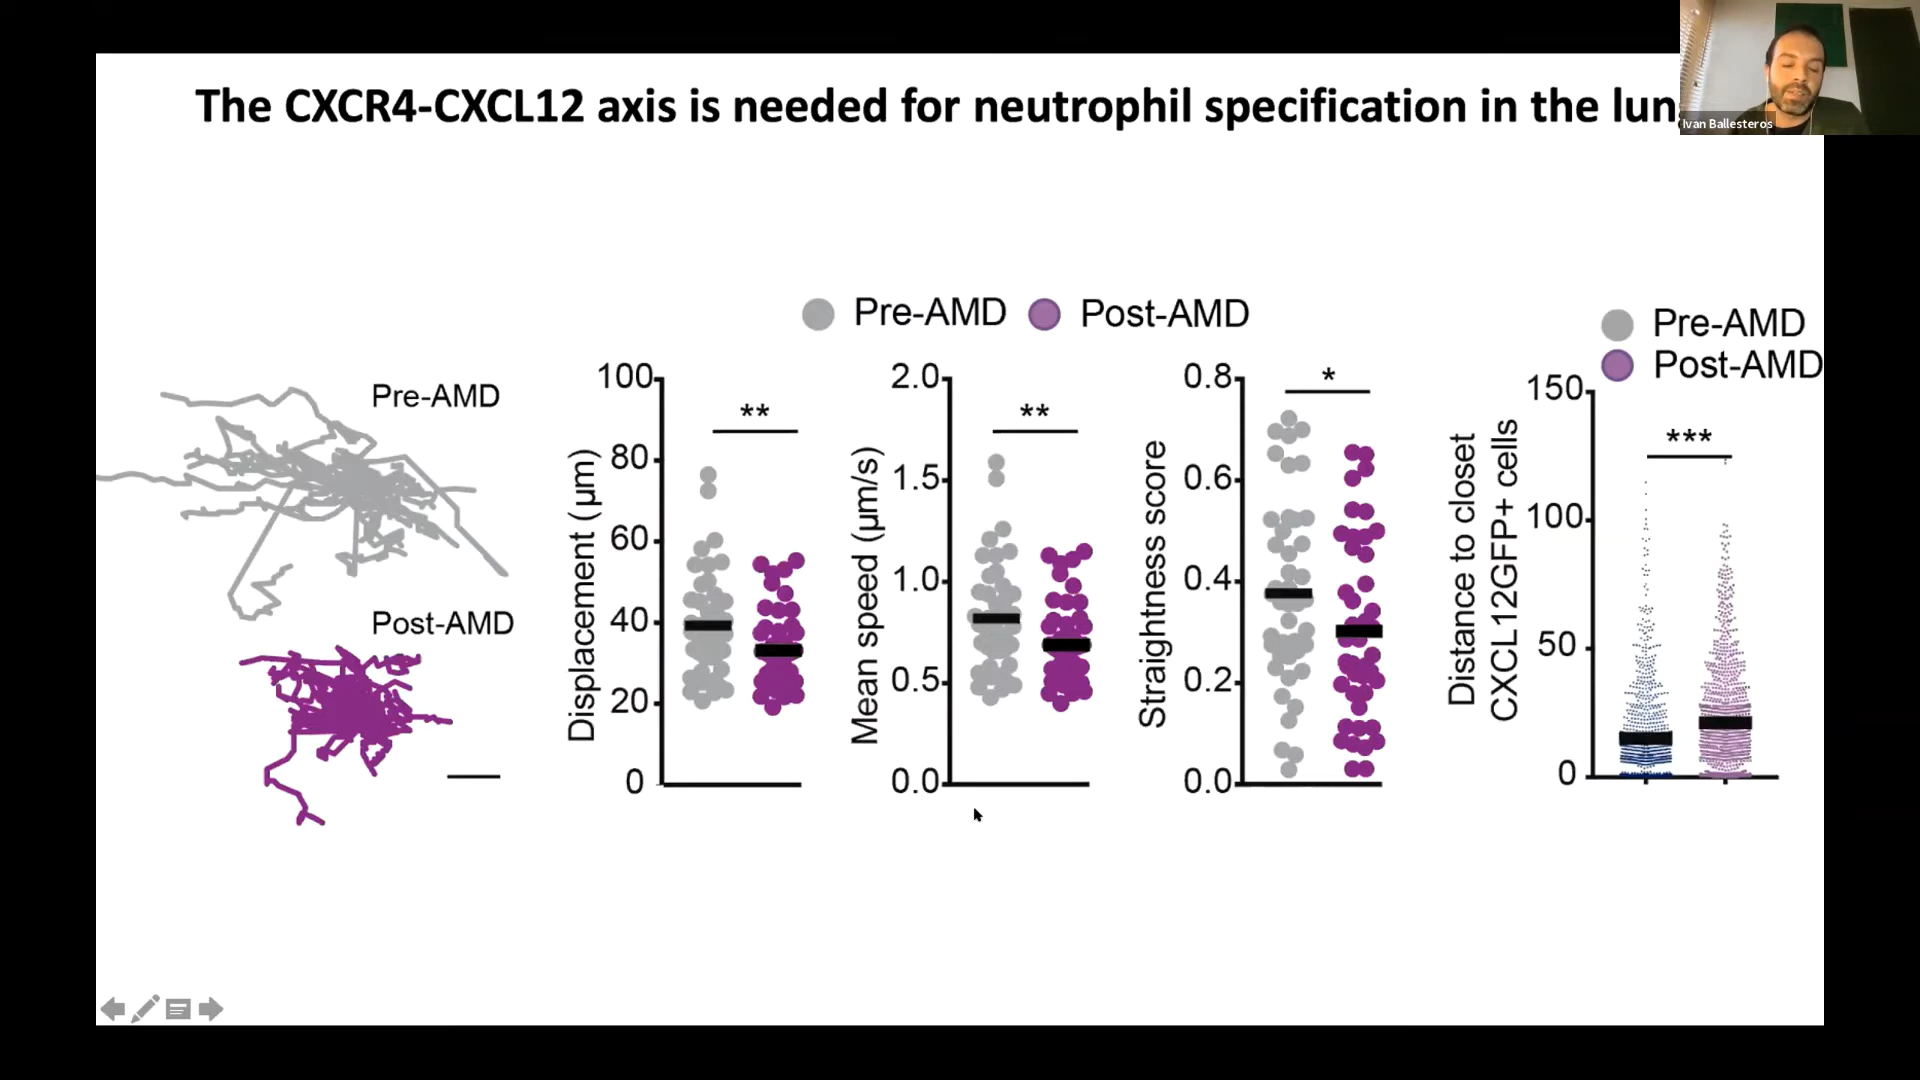 The CXCR4-CXCL12 axis is needed for neutrophil specification in the lun
Ivan Ballesteros
Pre-AMD
Post-AMD
Pre-AMD
Post-AMD
Pre-AMD
Post-AMD
Displacement (µm)
100
80
60
40
20
0
**
Mean speed (µm/s)
2.0
1.5
1.0
0.5
0.0
**
Straightness score
0.8
0.6
0.4
0.2
0.0
*
Distance to closet
CXCL12GFP+ cells
150
100
50
0
***